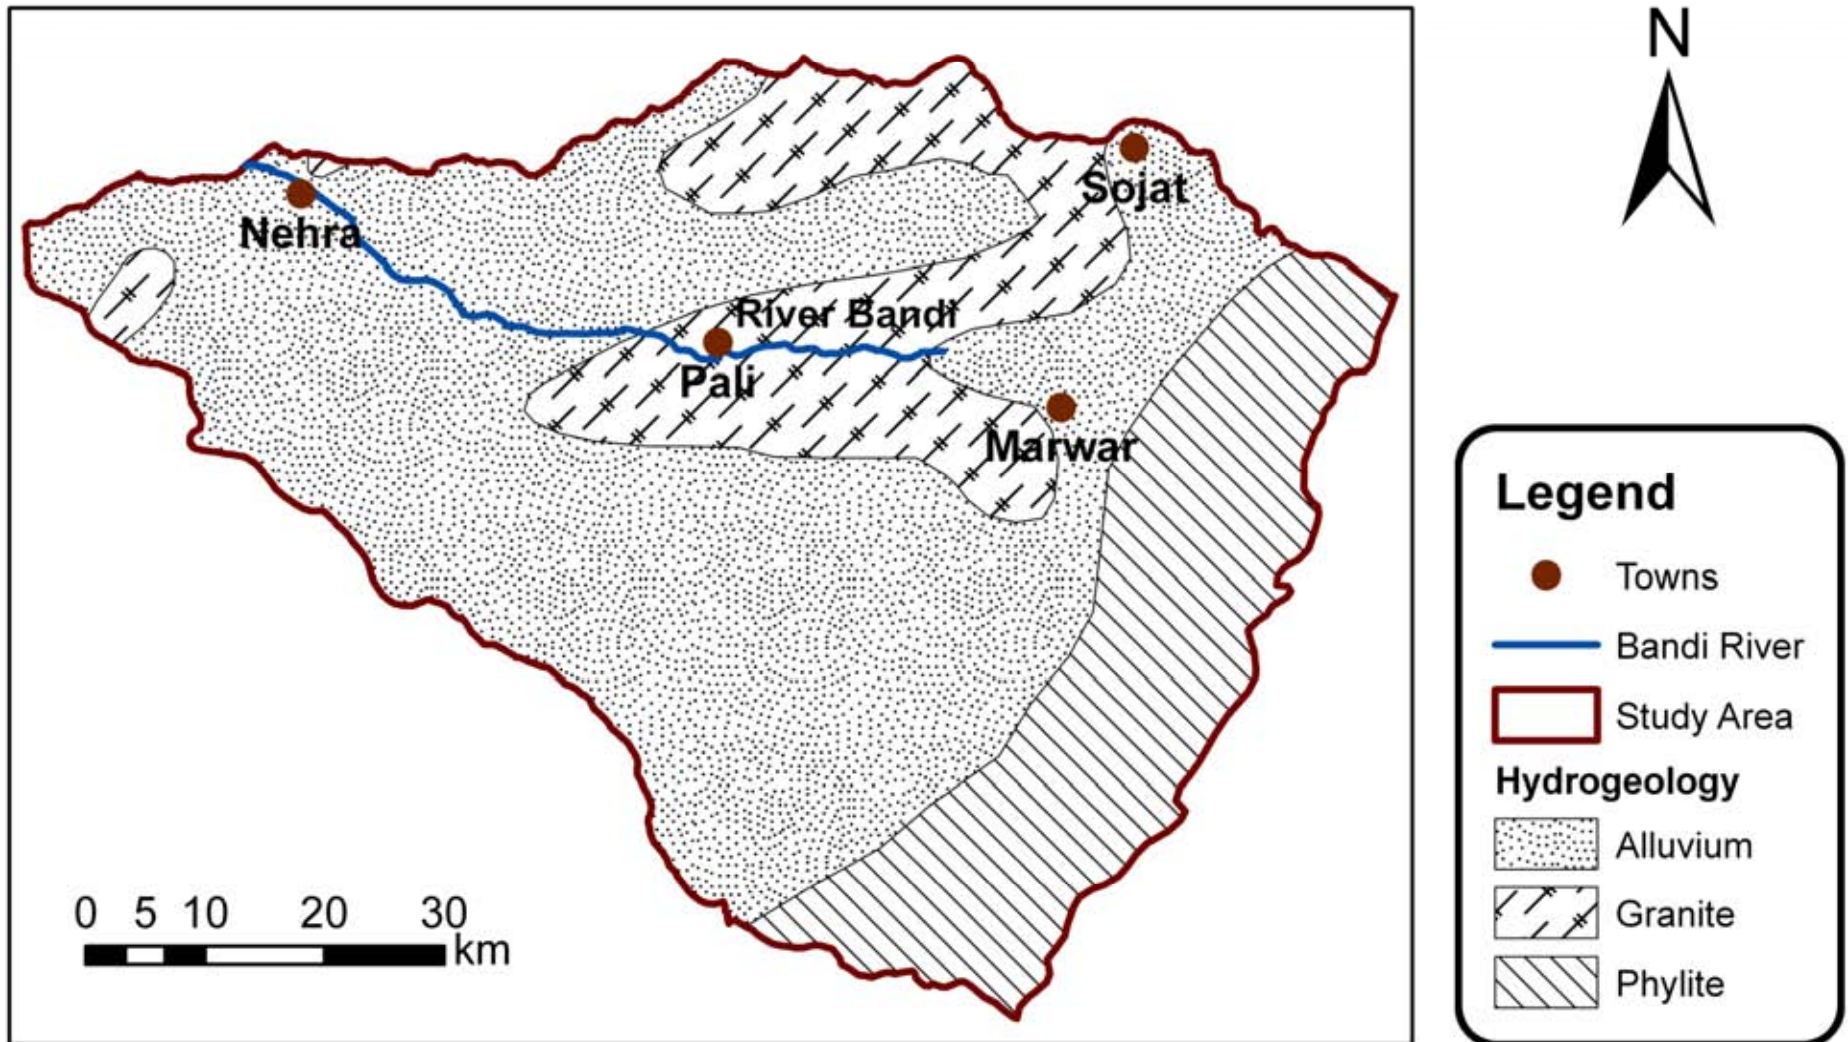 N
Sojat
Nehra
River Bandi
Pali
Marwar
0 5 10 20 30
km
Legend
Towns
Bandi River
Study Area
Hydrogeology
Alluvium
Granite
Phylite